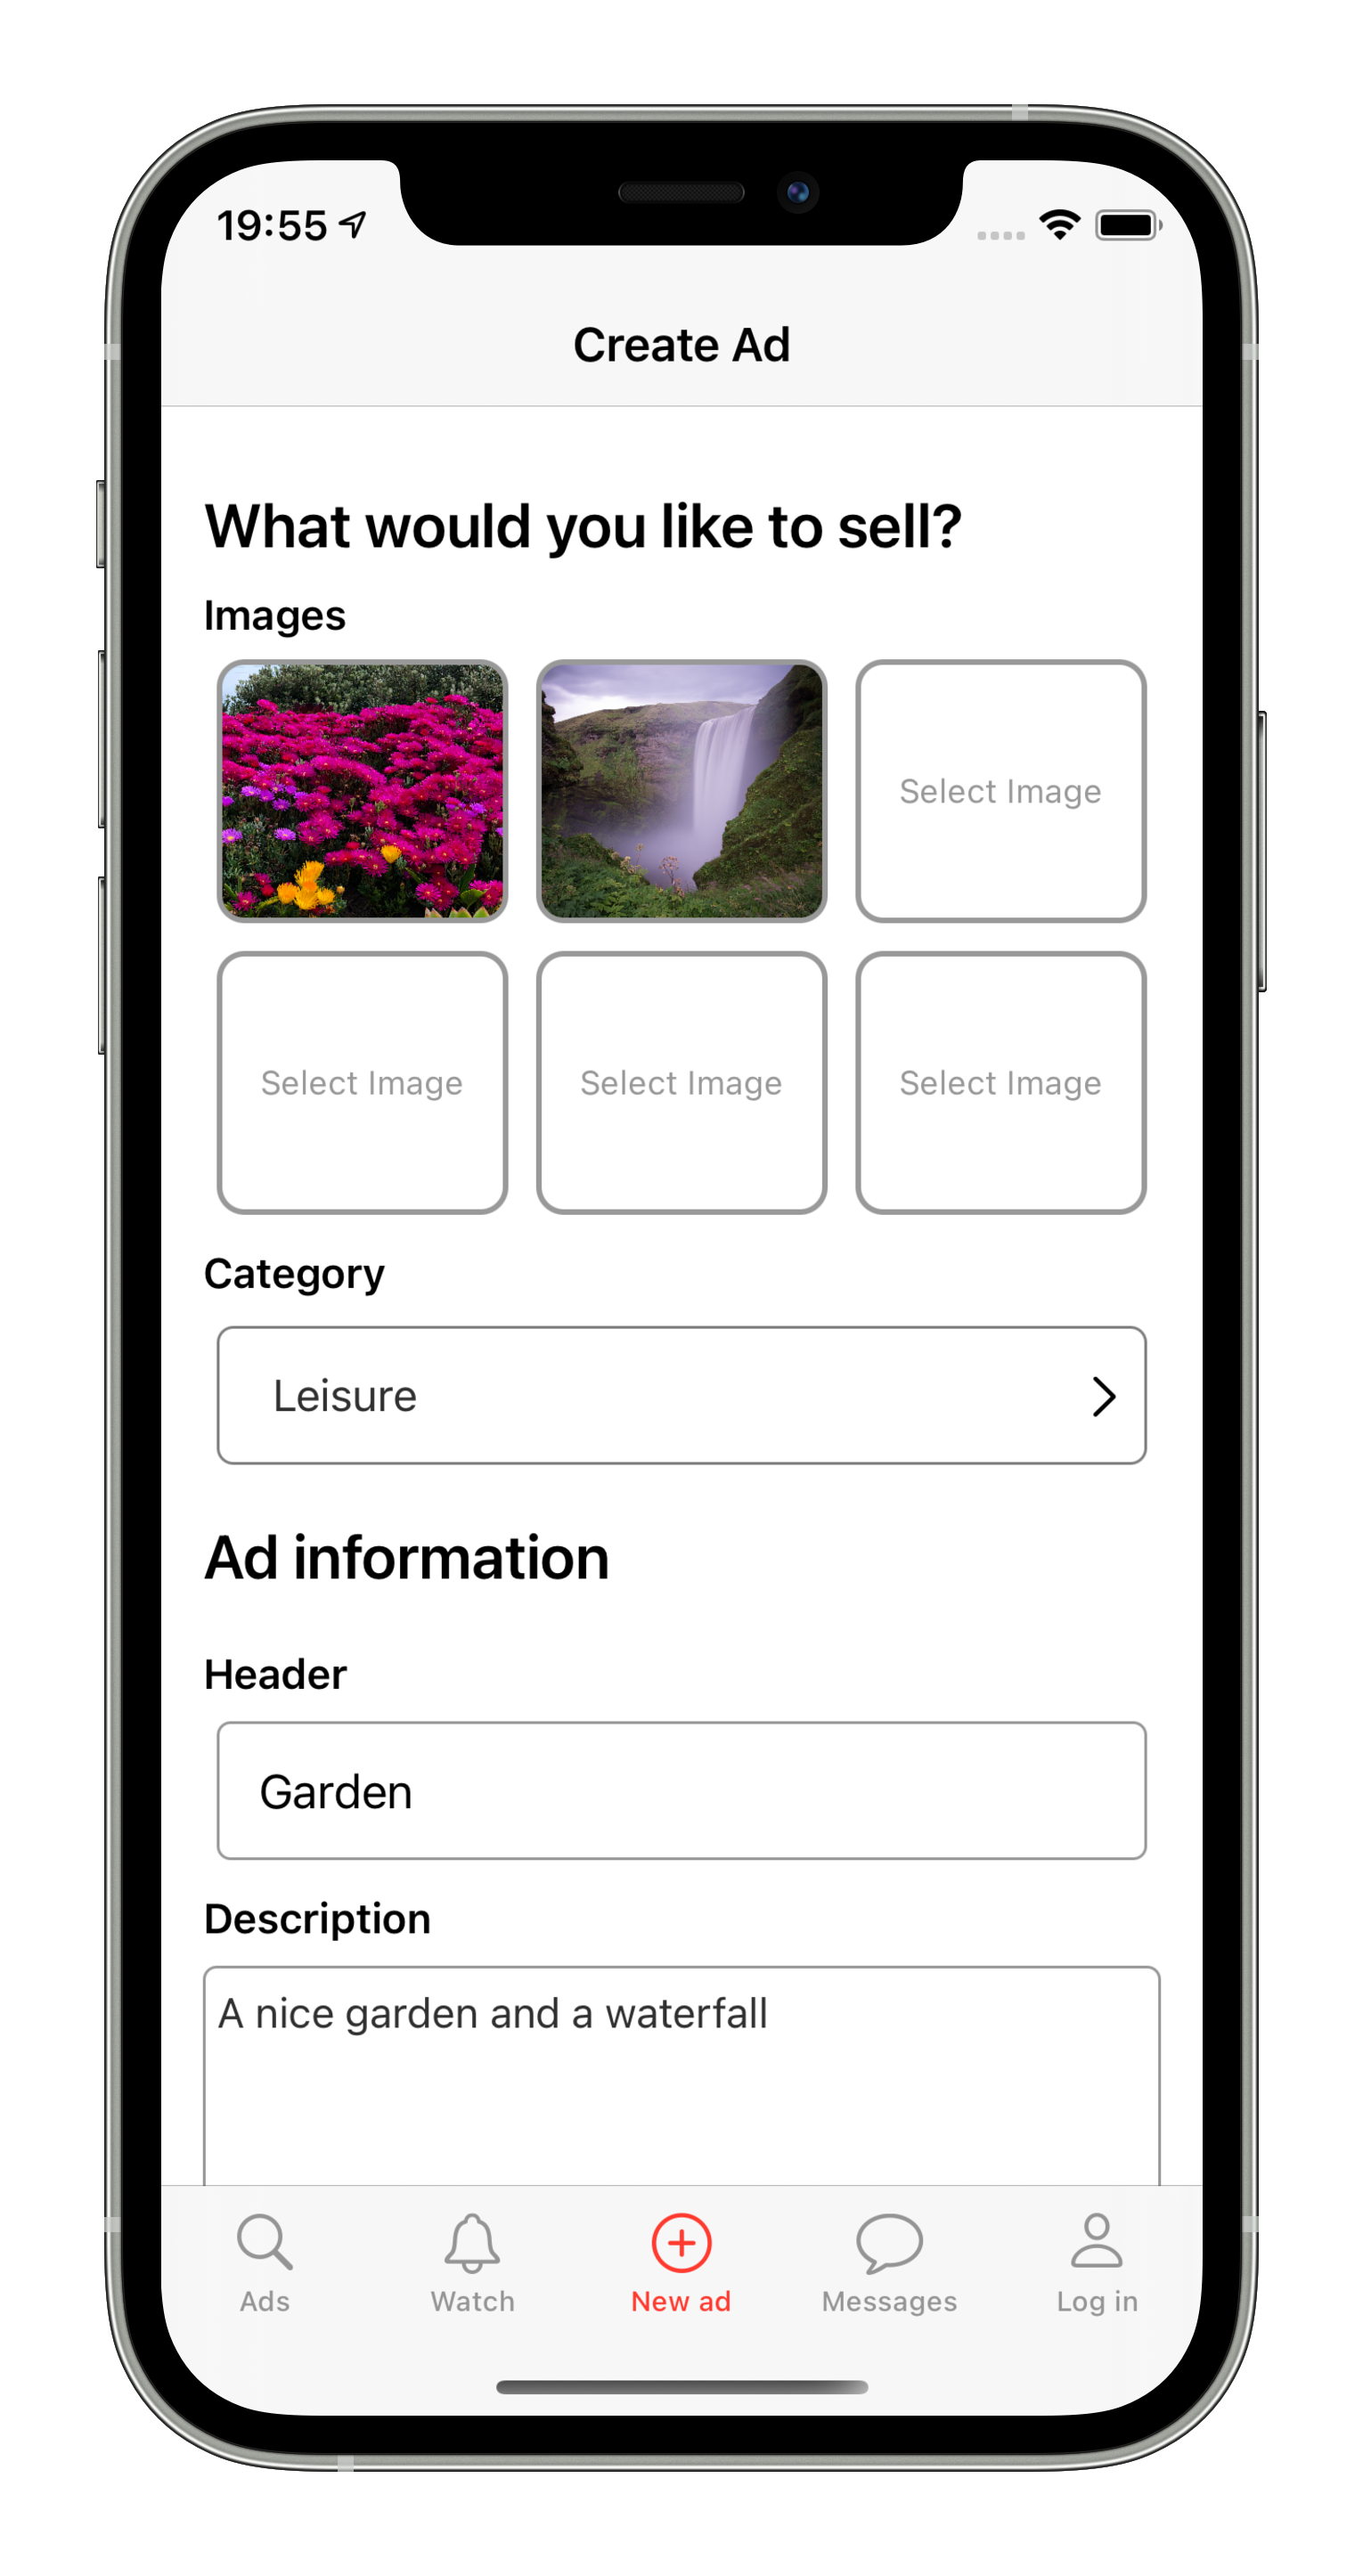 19:55
Create Ad
What would you like to sell?
Images
Select Image
Select Image Select Image Select Image
Category
Leisure
Ad information
Header
Garden
Description
A nice garden and a waterfall
Ads Watch New ad Messages Log in